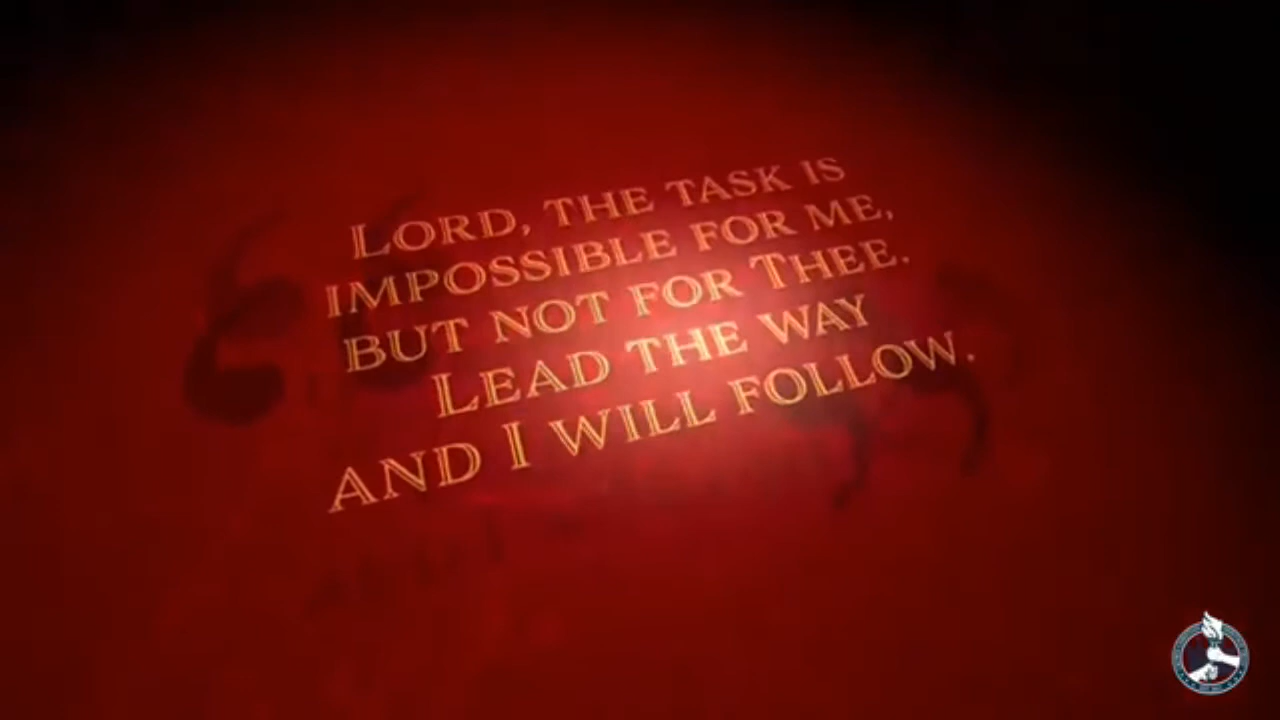 LORD, THE TASK IS
IMPOSSIBLE FOR ME,
BUT NOT FOR THEE.
LEAD THE WAY
AND I WILL FOLLOW.